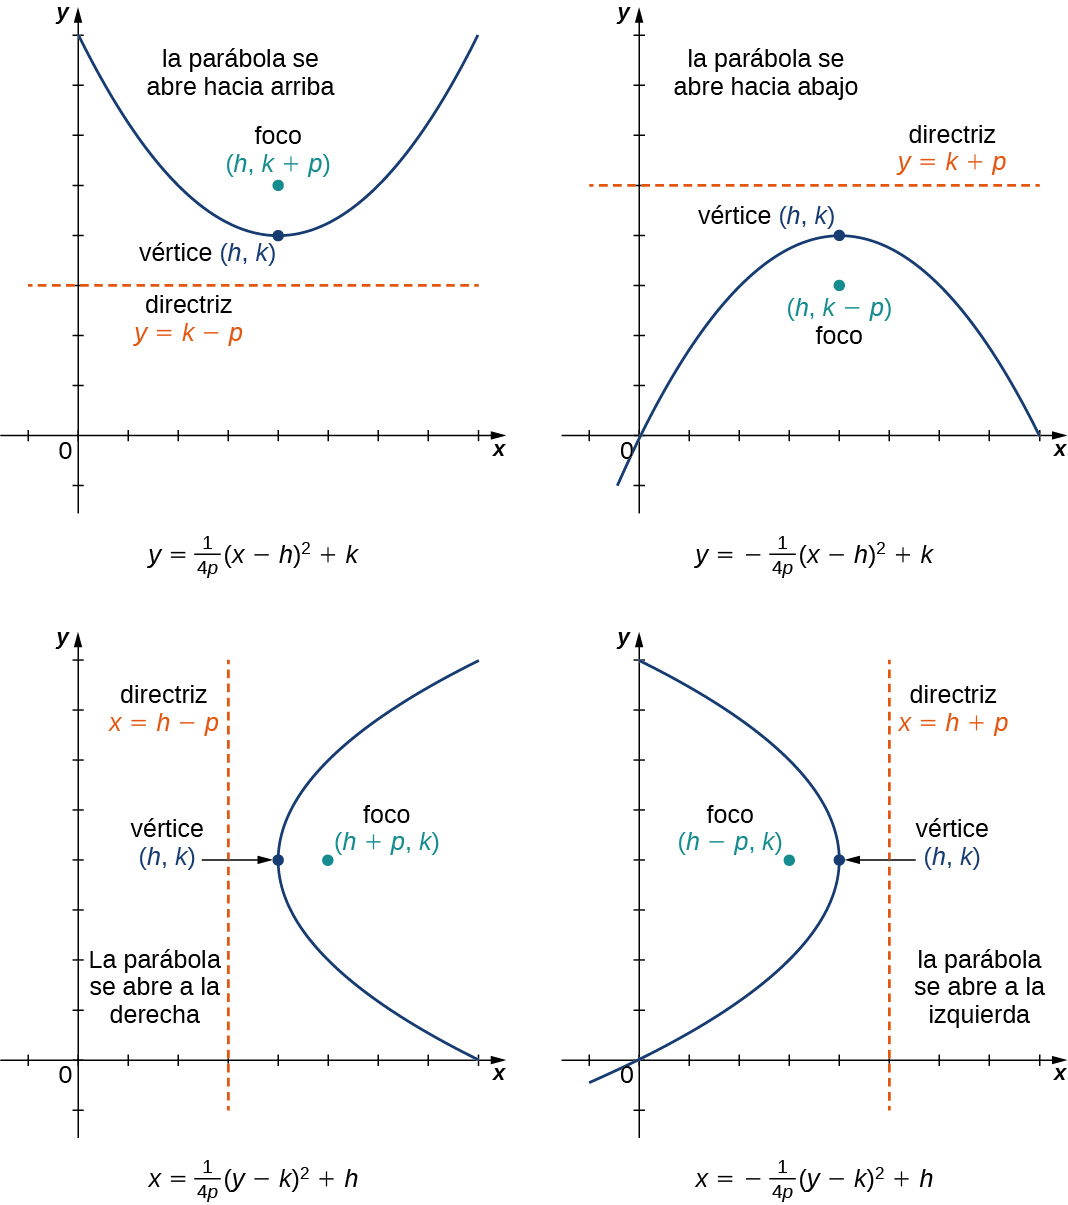 y
la parábola se
abre hacia arriba
foco
(h, k + p)
vértice (h, k)
directriz
y = k − p
0
x
y = 1/4p (x − h)² + k
y
la parábola se
abre hacia abajo
directriz
y = k + p
vértice (h, k)
(h, k − p)
foco
0
x
y = − 1/4p (x − h)² + k
y
directriz
x = h − p
foco
(h + p, k)
vértice
(h, k)
La parábola
se abre a la
derecha
0
x
x = 1/4p (y − k)² + h
y
directriz
x = h + p
foco
(h − p, k)
vértice
(h, k)
la parábola
se abre a la
izquierda
0
x
x = − 1/4p (y − k)² + h